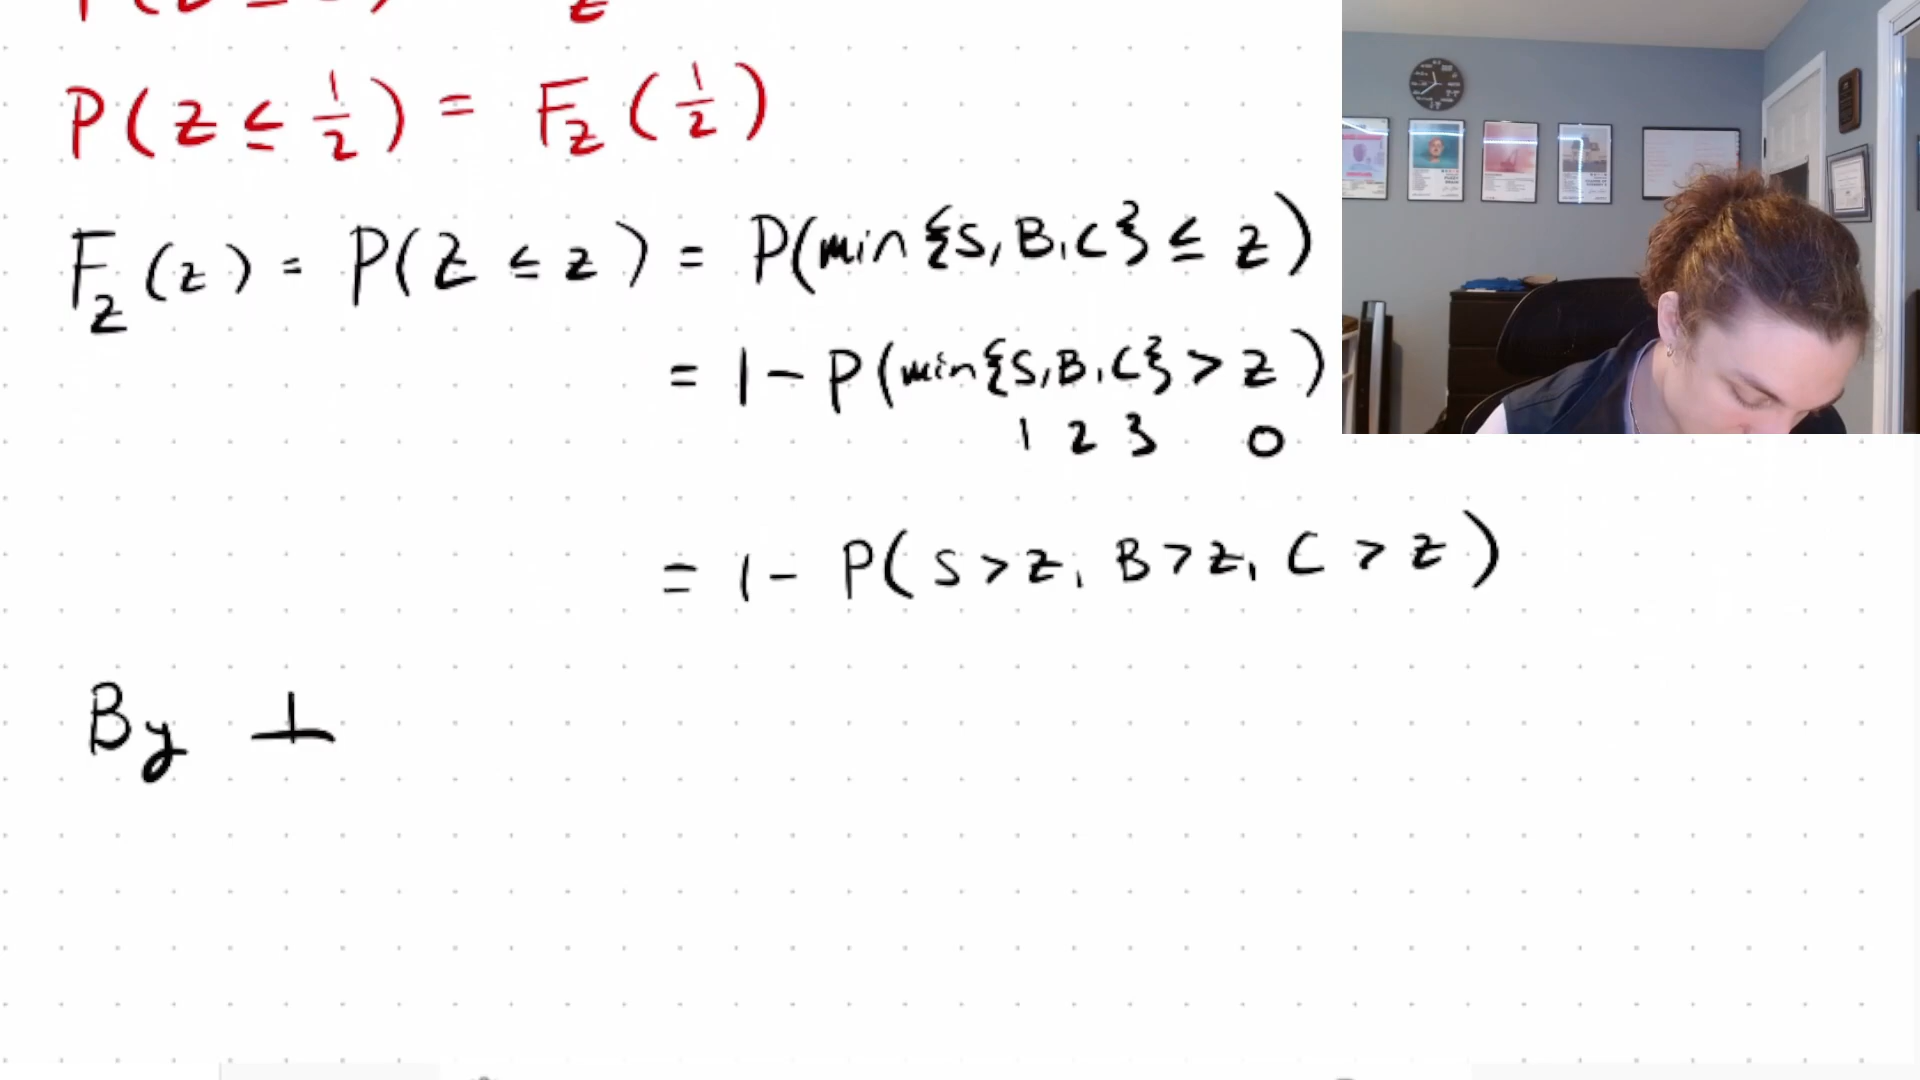 P(Z ≤ 1/2) = F_Z(1/2)
F_Z(z) = P(Z ≤ z) = P(min{S,B,C} ≤ z)
= 1 - P(min{S,B,C} > z)
1 2 3 0
= 1 - P(S>z, B>z, C>z)
By ⊥